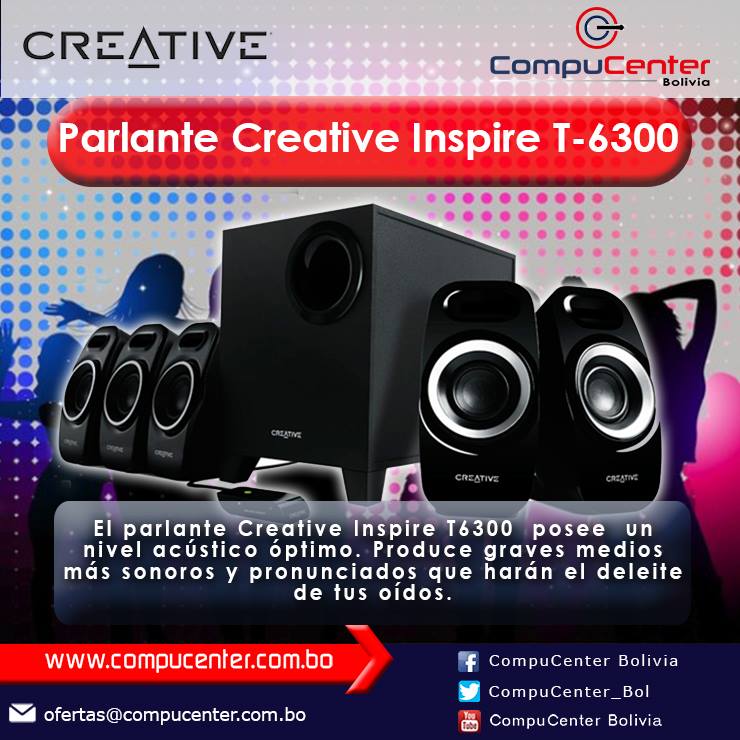 CREATIVE
CompuCenter
Bolivia
Parlante Creative Inspire T-6300
CREATIVE
CREATIVE
CREATIVE
CREATIVE
CREATIVE
CREATIVE
El parlante Creative Inspire T6300 posee un
nivel acústico óptimo. Produce graves medios
más sonoros y pronunciados que harán el deleite
de tus oídos.
www.compucenter.com.bo
ofertas@compucenter.com.bo
CompuCenter Bolivia
CompuCenter_Bol
You Tube
CompuCenter Bolivia